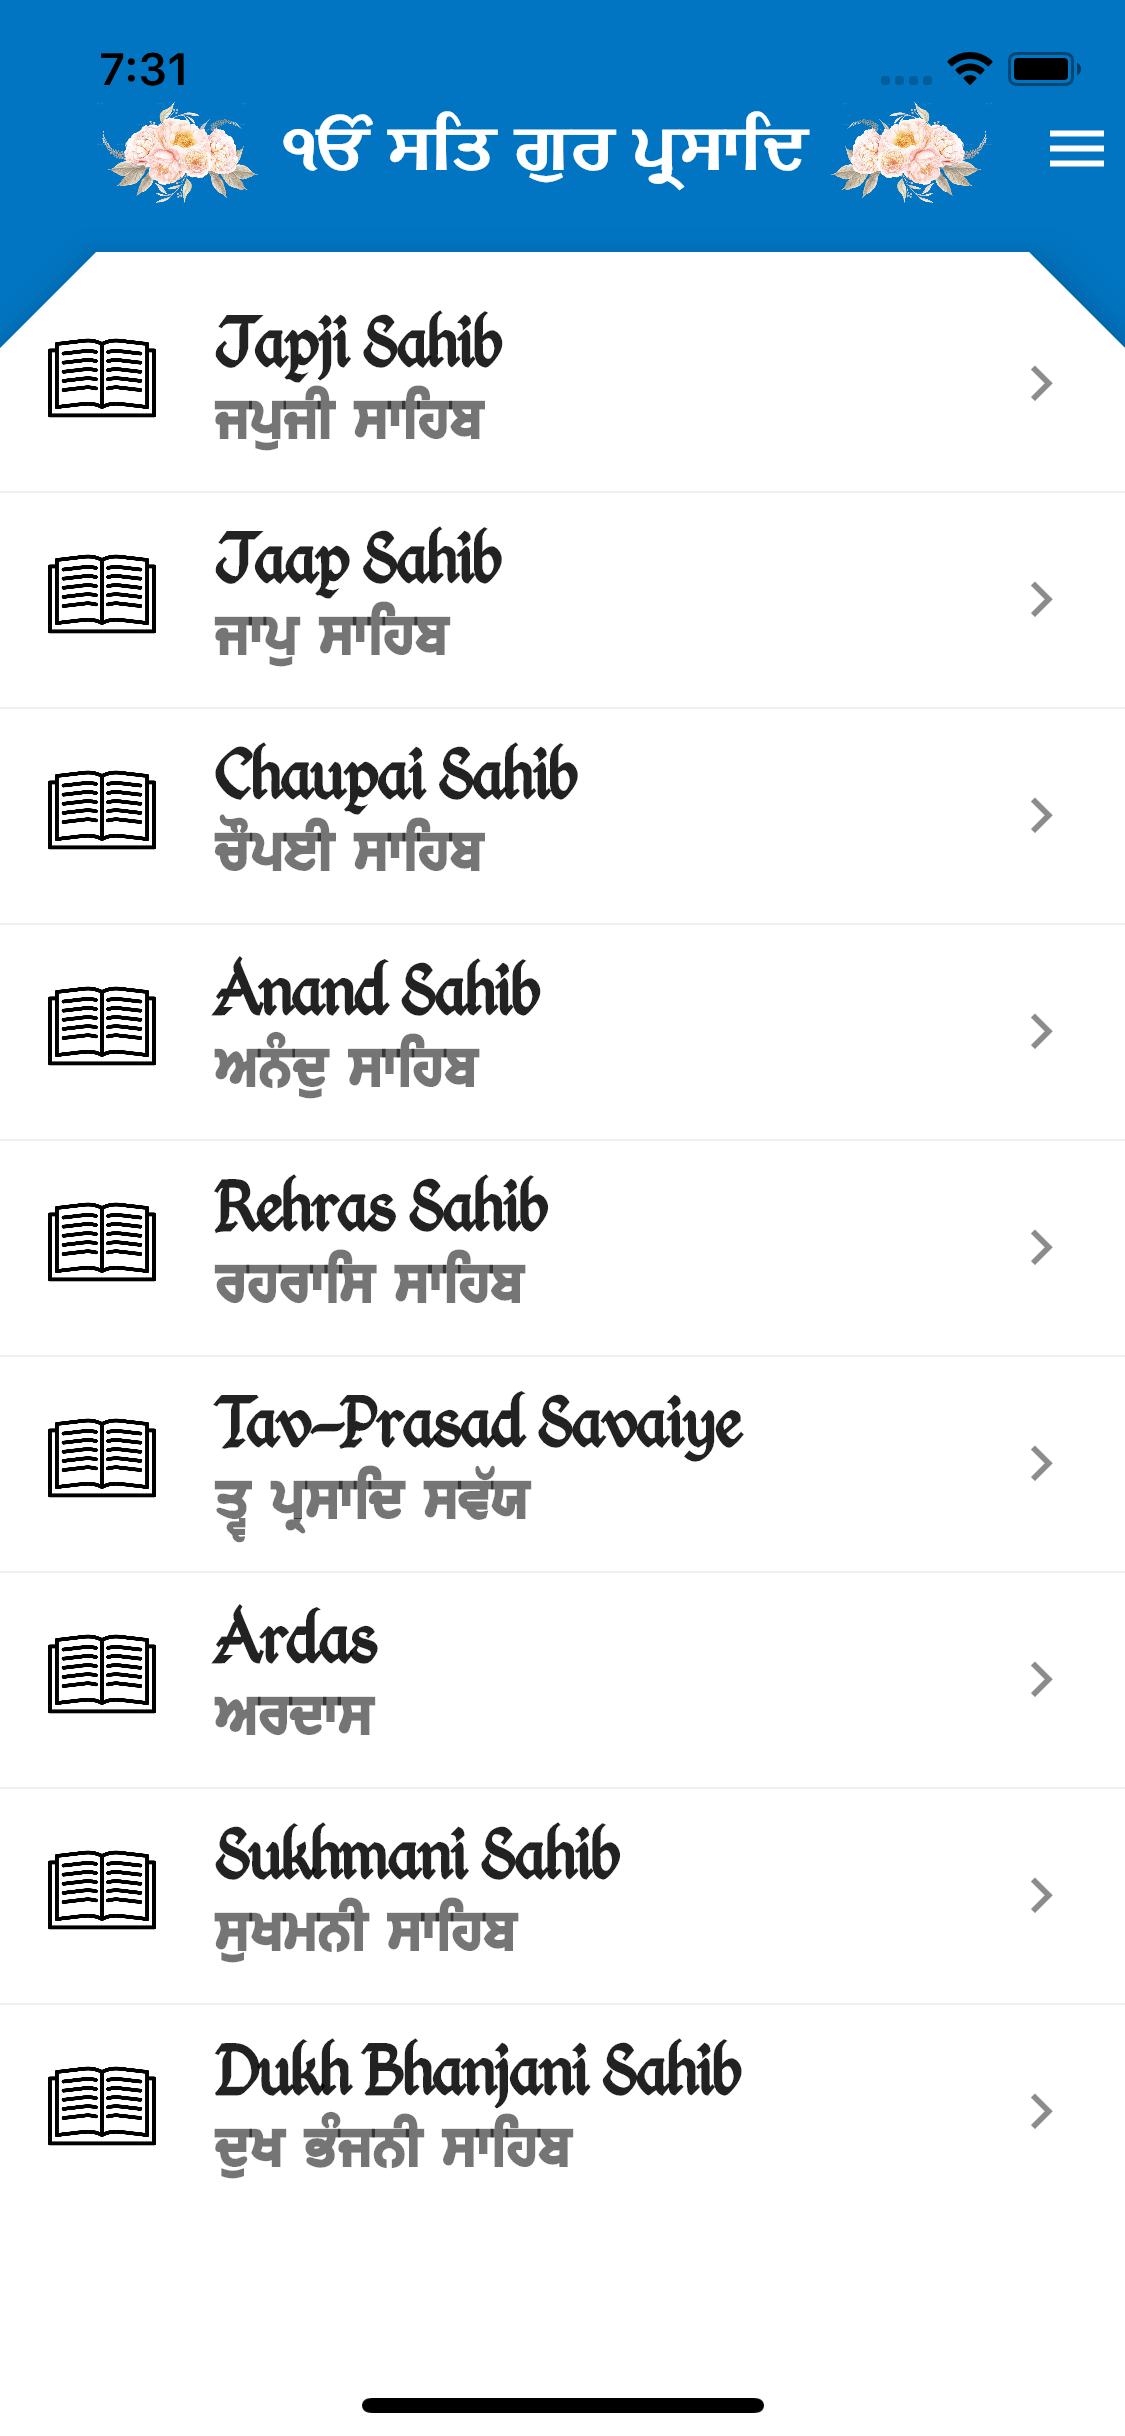 7:31
ੴ ਸਤਿ ਗੁਰ ਪ੍ਰਸਾਦਿ
Japji Sahib
ਜਪੁਜੀ ਸਾਹਿਬ
Jaap Sahib
ਜਾਪੁ ਸਾਹਿਬ
Chaupai Sahib
ਚੌਪਈ ਸਾਹਿਬ
Anand Sahib
ਅਨੰਦੁ ਸਾਹਿਬ
Rehras Sahib
ਰਹਰਾਸਿ ਸਾਹਿਬ
Tav-Prasad Savaiye
ਤ੍ਵ ਪ੍ਰਸਾਦਿ ਸਵੱਯੇ
Ardas
ਅਰਦਾਸ
Sukhmani Sahib
ਸੁਖਮਨੀ ਸਾਹਿਬ
Dukh Bhanjani Sahib
ਦੁਖ ਭੰਜਨੀ ਸਾਹਿਬ